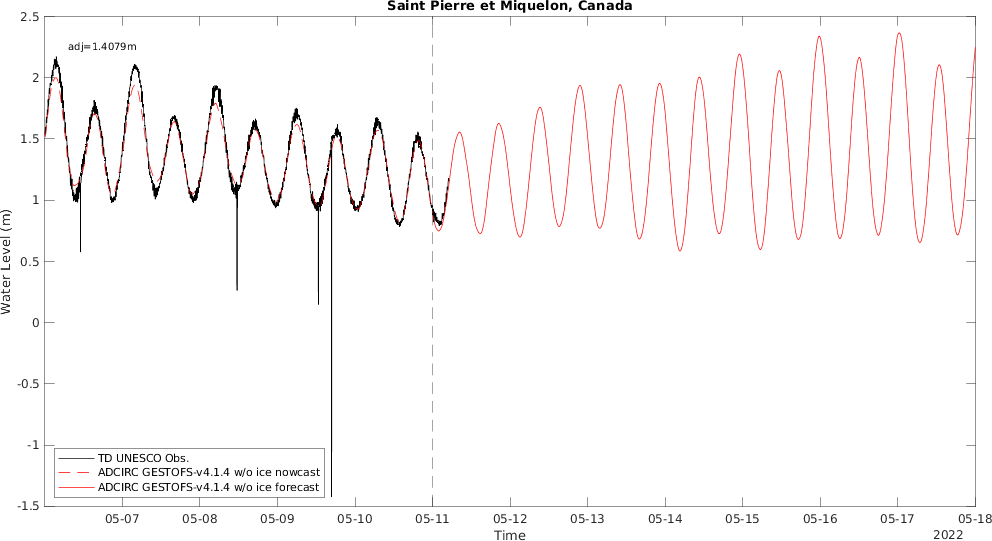 Saint Pierre et Miquelon, Canada
adj=1.4079m
2.5
2
1.5
1
0.5
0
-0.5
-1
-1.5
Water Level (m)
TD UNESCO Obs.
ADCIRC GESTOFS-v4.1.4 w/o ice nowcast
ADCIRC GESTOFS-v4.1.4 w/o ice forecast
05-07 05-08 05-09 05-10 05-11 05-12 05-13 05-14 05-15 05-16 05-17 05-18
Time
2022